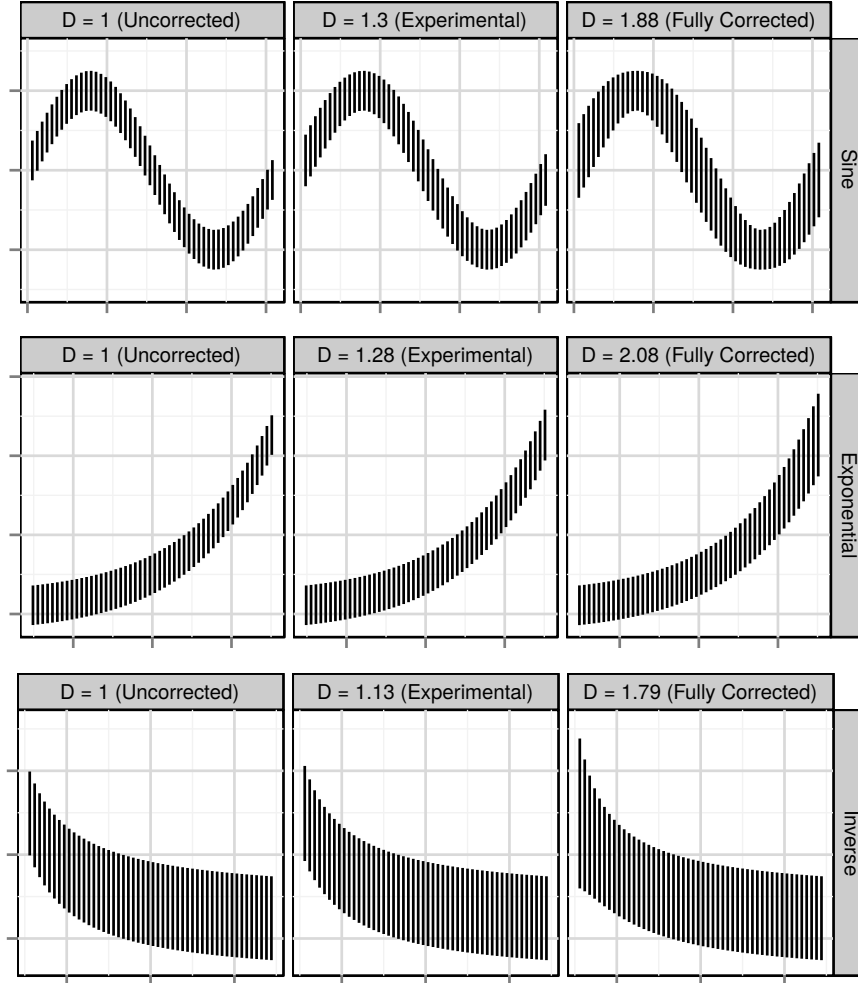 D = 1 (Uncorrected)
D = 1.3 (Experimental)
D = 1.88 (Fully Corrected)
Sine
D = 1 (Uncorrected)
D = 1.28 (Experimental)
D = 2.08 (Fully Corrected)
Exponential
D = 1 (Uncorrected)
D = 1.13 (Experimental)
D = 1.79 (Fully Corrected)
Inverse